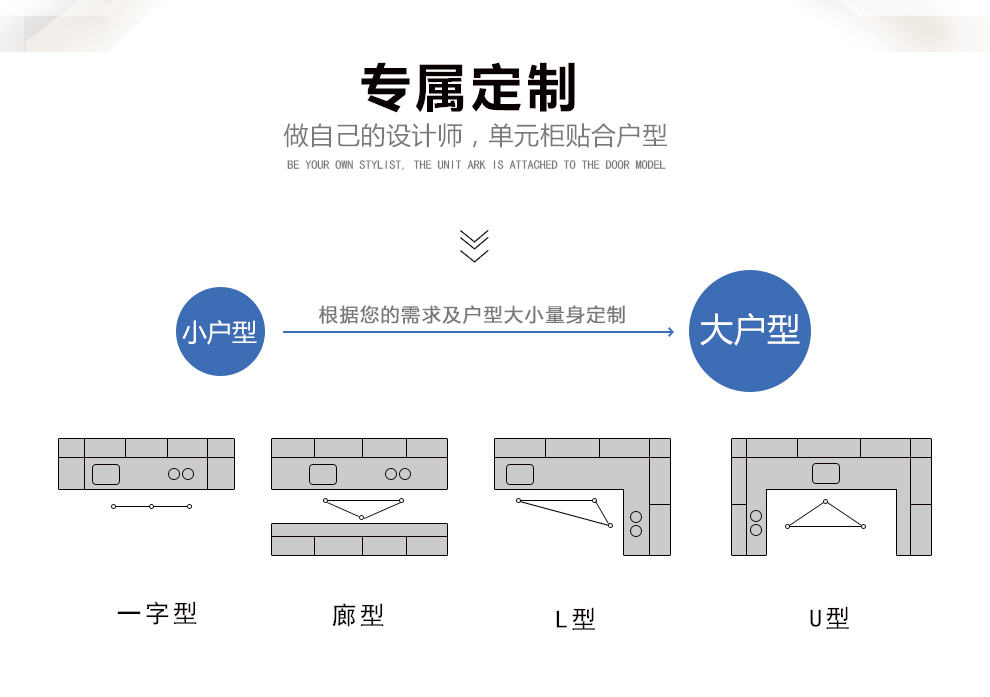 专属定制
做自己的设计师，单元柜贴合户型
BE YOUR OWN STYLIST, THE UNIT ARK IS ATTACHED TO THE DOOR MODEL
小户型
根据您的需求及户型大小量身定制
大户型
一字型
廊型
L型
U型